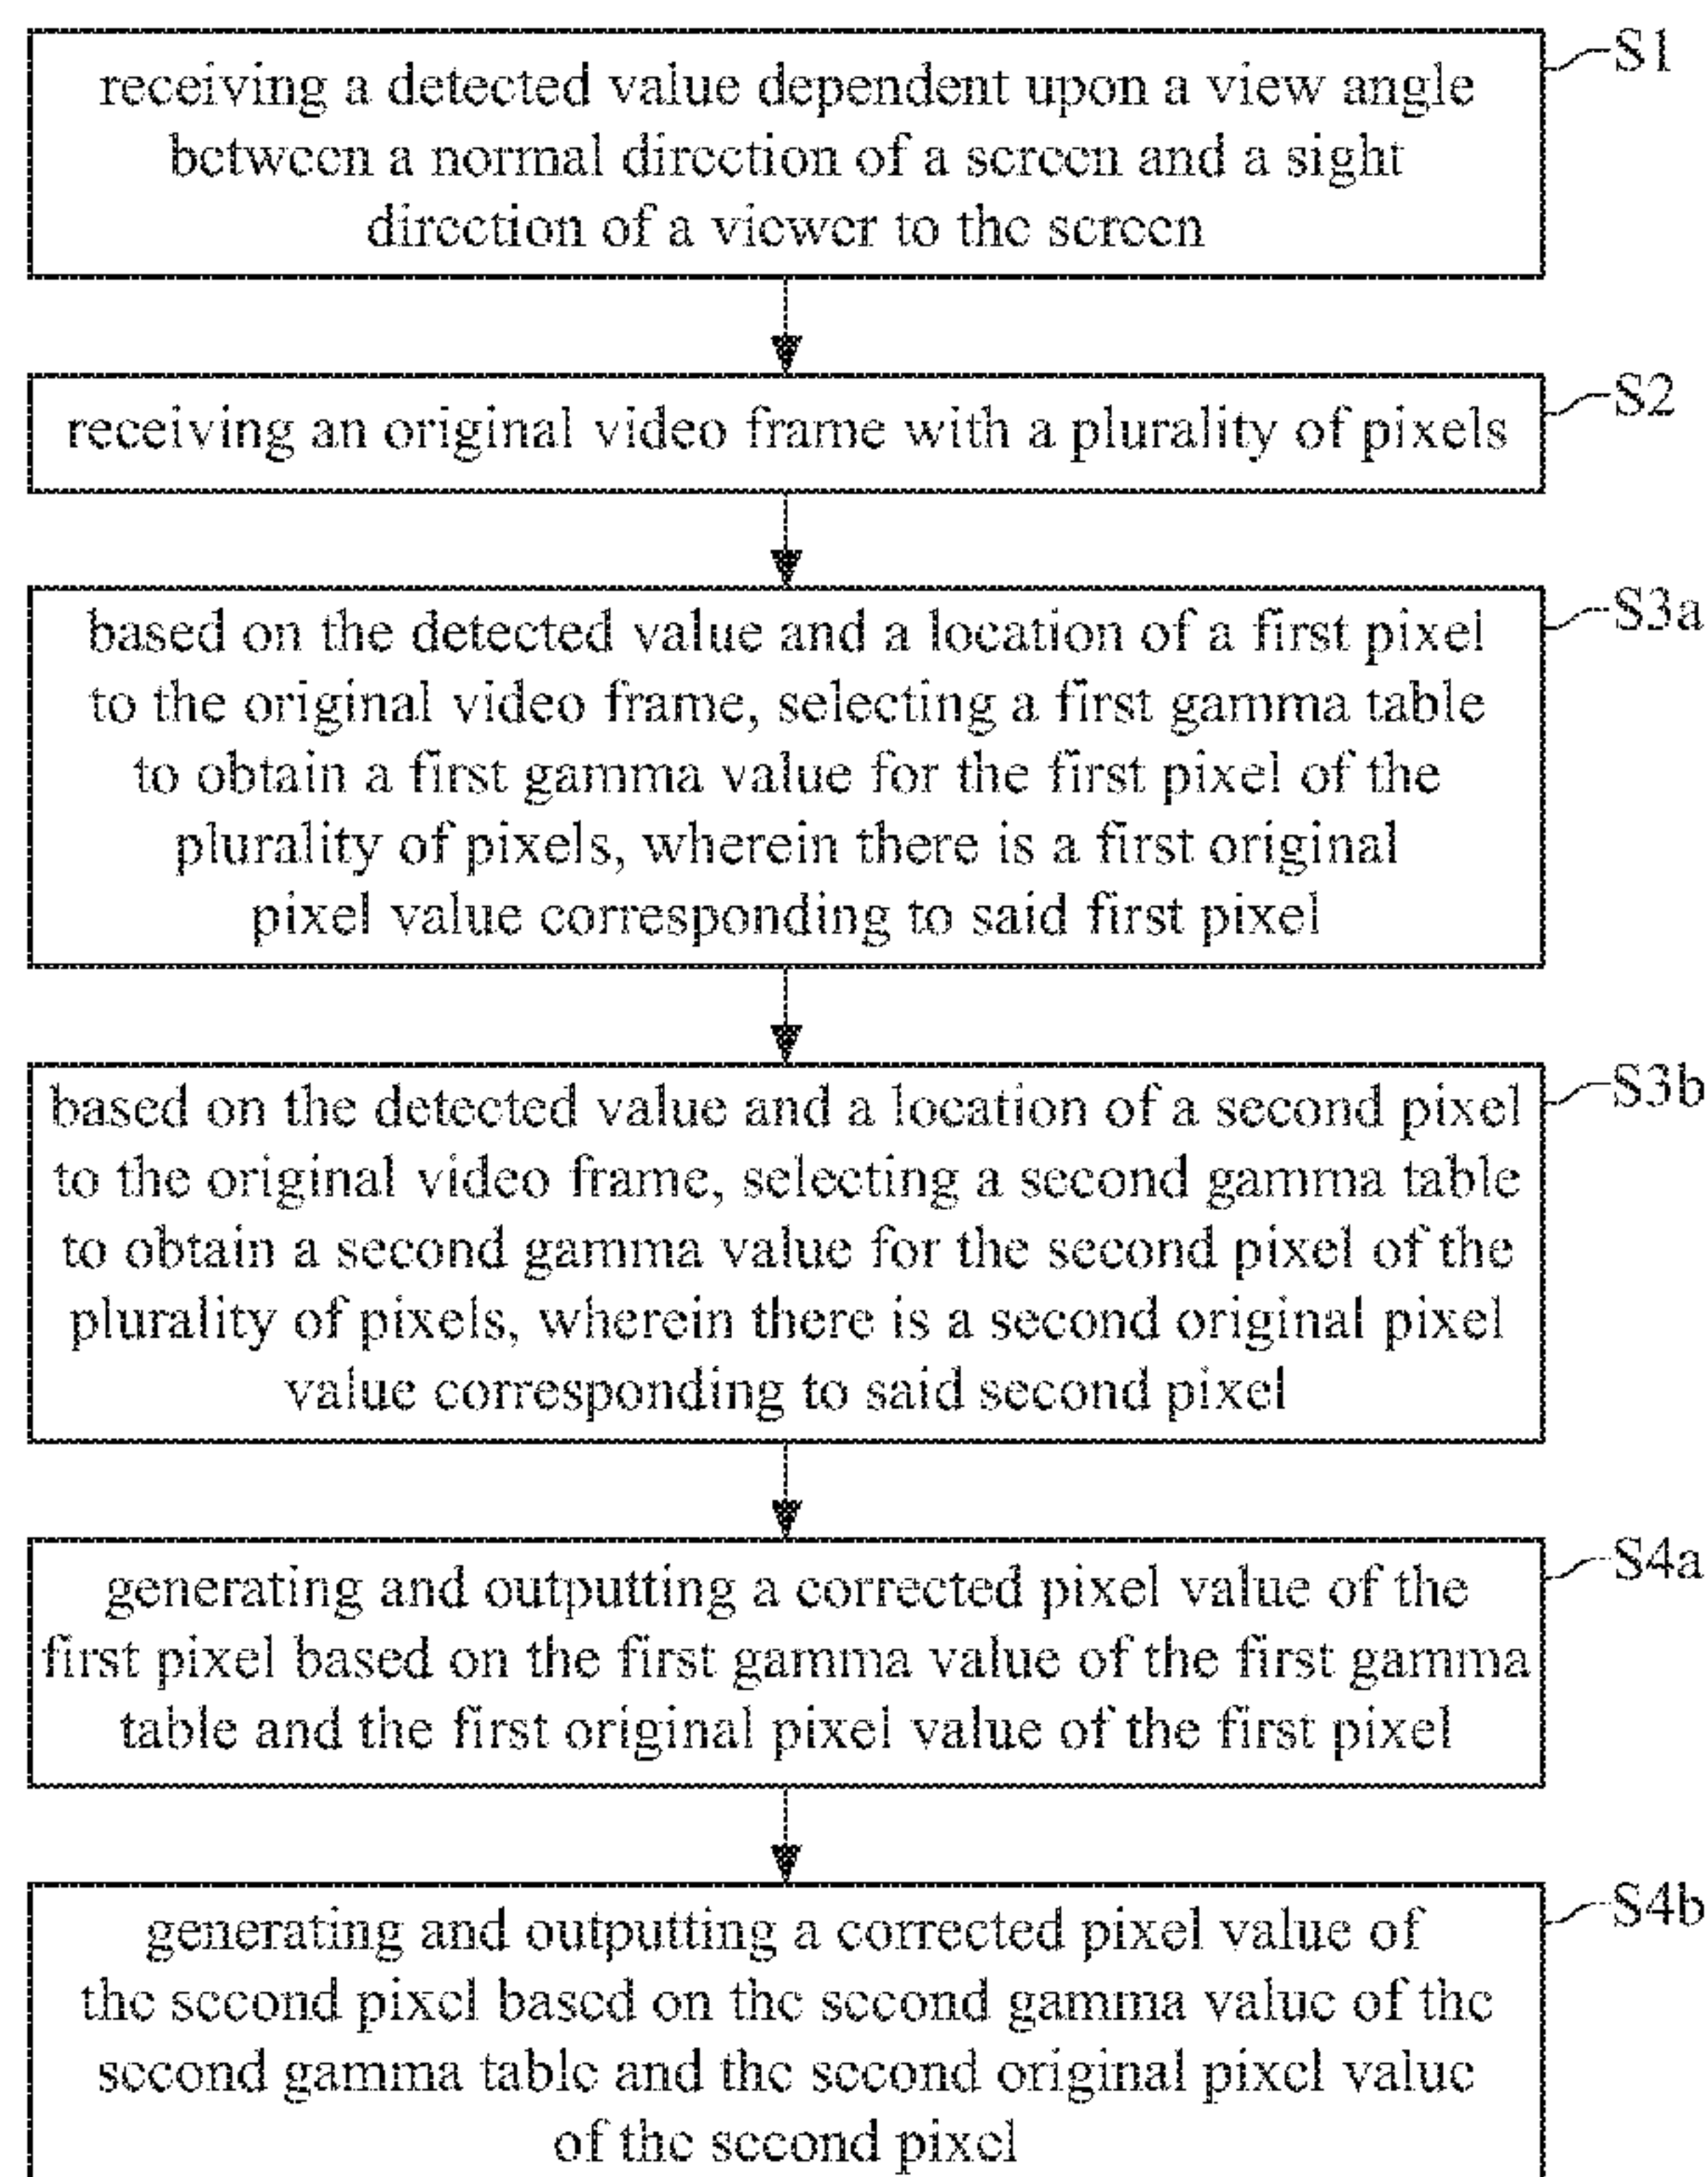 receiving a detected value dependent upon a view angle
between a normal direction of a screen and a sight
direction of a viewer to the screen
S1
receiving an original video frame with a plurality of pixels
S2
based on the detected value and a location of a first pixel
to the original video frame, selecting a first gamma table
to obtain a first gamma value for the first pixel of the
plurality of pixels, wherein there is a first original
pixel value corresponding to said first pixel
S3a
based on the detected value and a location of a second pixel
to the original video frame, selecting a second gamma table
to obtain a second gamma value for the second pixel of the
plurality of pixels, wherein there is a second original pixel
value corresponding to said second pixel
S3b
generating and outputting a corrected pixel value of the
first pixel based on the first gamma value of the first gamma
table and the first original pixel value of the first pixel
S4a
generating and outputting a corrected pixel value of
the second pixel based on the second gamma value of the
second gamma table and the second original pixel value
of the second pixel
S4b